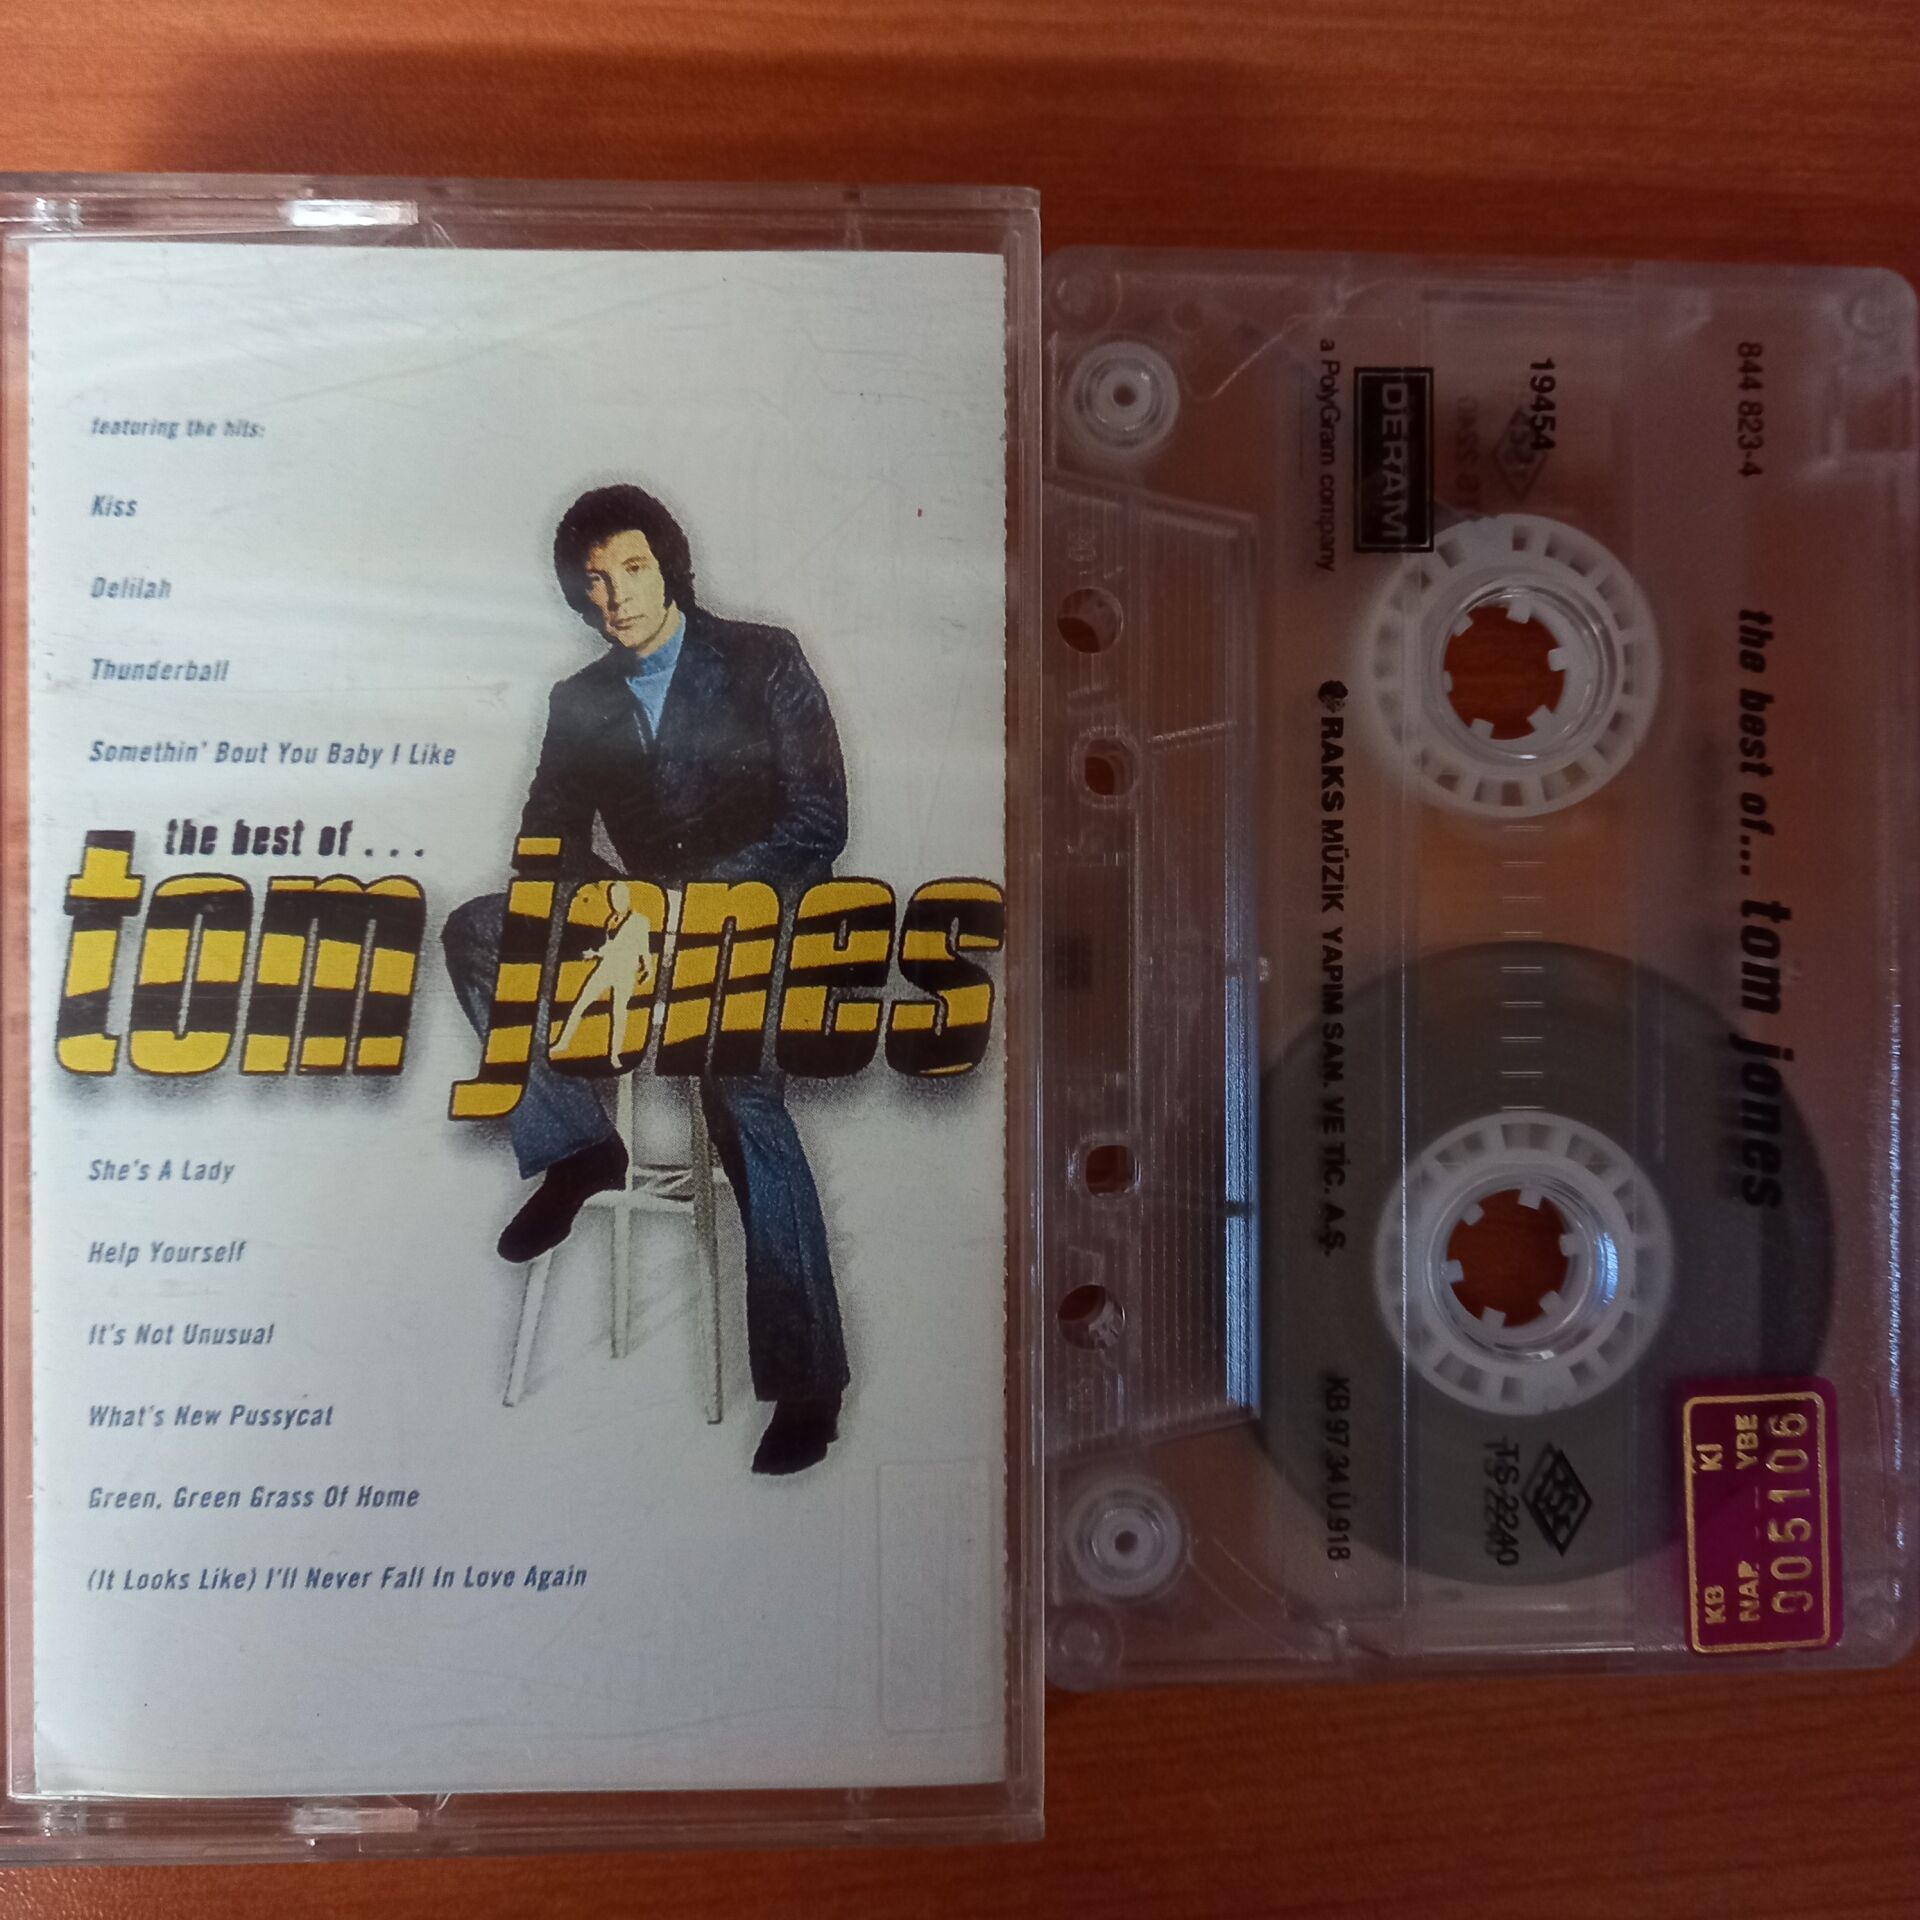 featuring the hits:
Kiss
Delilah
Thunderball
Somethin' Bout You Baby I Like
the best of...
tom jones
She's A Lady
Help Yourself
It's Not Unusual
What's New Pussycat
Green, Green Grass Of Home
(It Looks Like) I'll Never Fall In Love Again
844 823-4
the best of... tom jones
19454
DERAM
a PolyGram company
RAKS MÜZİK YAPIM SAN. VE TİC. A.Ş.
KB 97.34.U.918
TS 2240
KB KI
NAP. YBE
005106